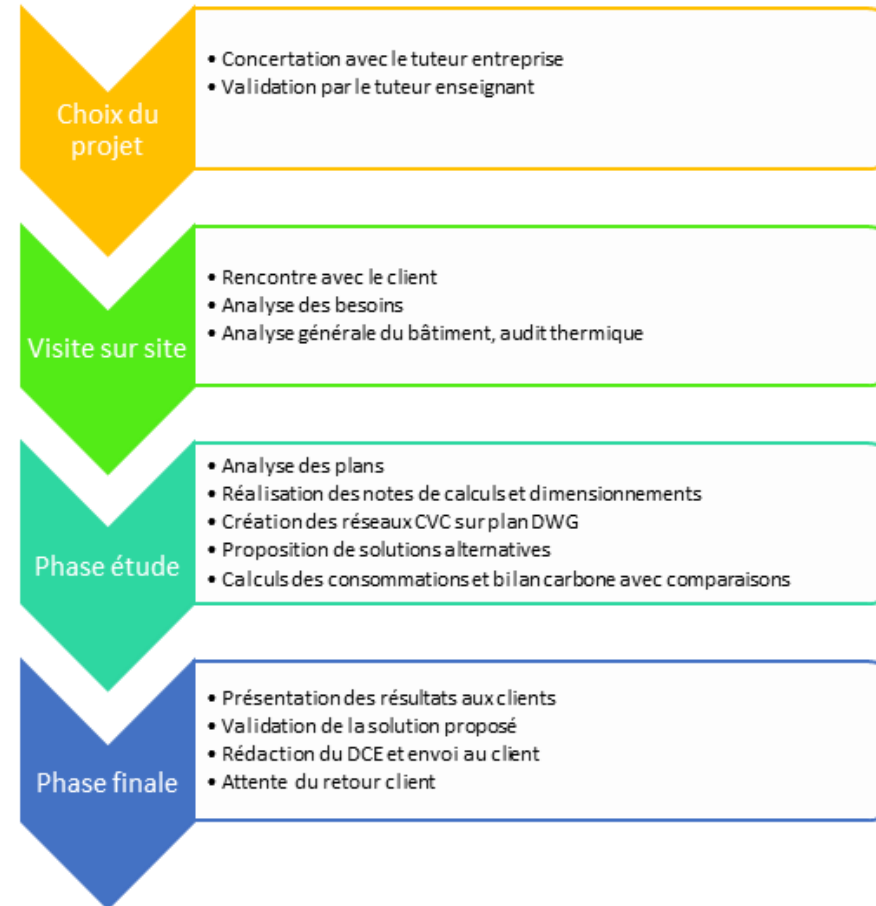 Choix du
projet
• Concertation avec le tuteur entreprise
• Validation par le tuteur enseignant
Visite sur site
• Rencontre avec le client
• Analyse des besoins
• Analyse générale du bâtiment, audit thermique
Phase étude
• Analyse des plans
• Réalisation des notes de calculs et dimensionnements
• Création des réseaux CVC sur plan DWG
• Proposition de solutions alternatives
• Calculs des consommations et bilan carbone avec comparaisons
Phase finale
• Présentation des résultats aux clients
• Validation de la solution proposé
• Rédaction du DCE et envoi au client
• Attente du retour client